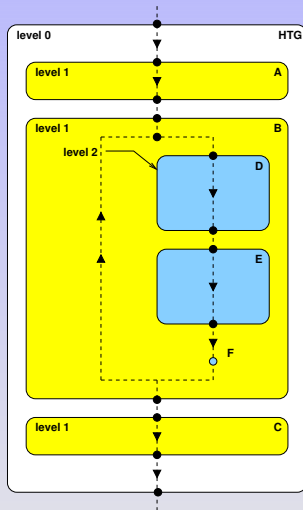 level 0 HTG
level 1 A
level 1 B
level 2
D
E
F
level 1 C